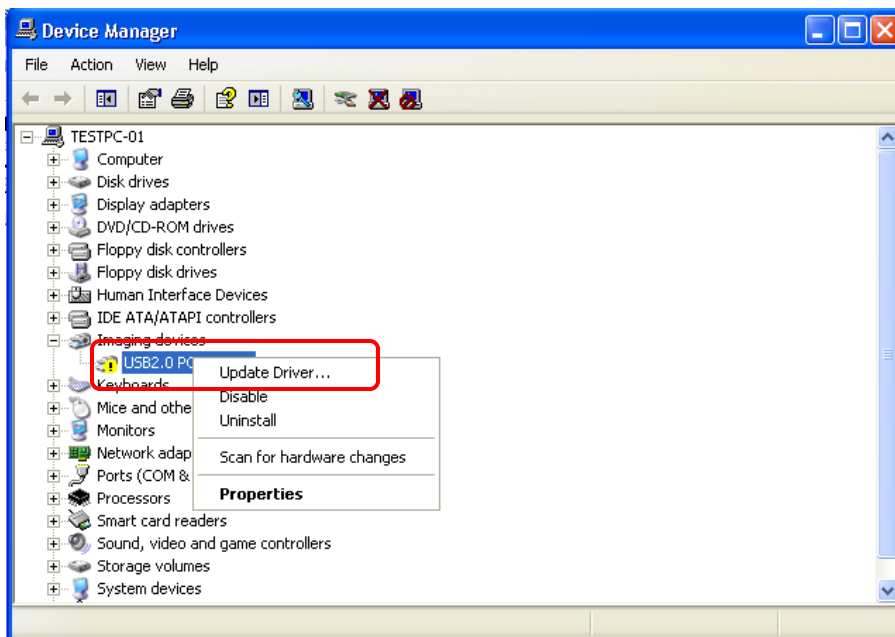 Device Manager
File Action View Help
TESTPC-01
Computer
Disk drives
Display adapters
DVD/CD-ROM drives
Floppy disk controllers
Floppy disk drives
Human Interface Devices
IDE ATA/ATAPI controllers
Imaging devices
USB2.0 PC
Update Driver...
Keyboards
Disable
Mice and othe
Uninstall
Monitors
Network adap
Scan for hardware changes
Ports (COM &
Processors
Properties
Smart card readers
Sound, video and game controllers
Storage volumes
System devices